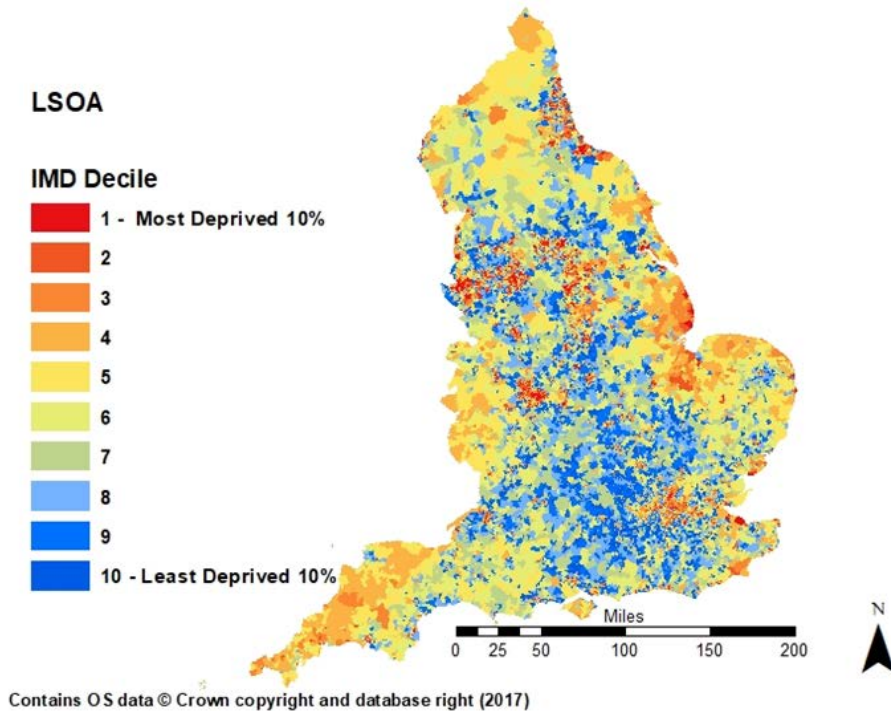 LSOA
IMD Decile
1 - Most Deprived 10%
2
3
4
5
6
7
8
9
10 - Least Deprived 10%
Miles
0 25 50 100 150 200
N
Contains OS data © Crown copyright and database right (2017)